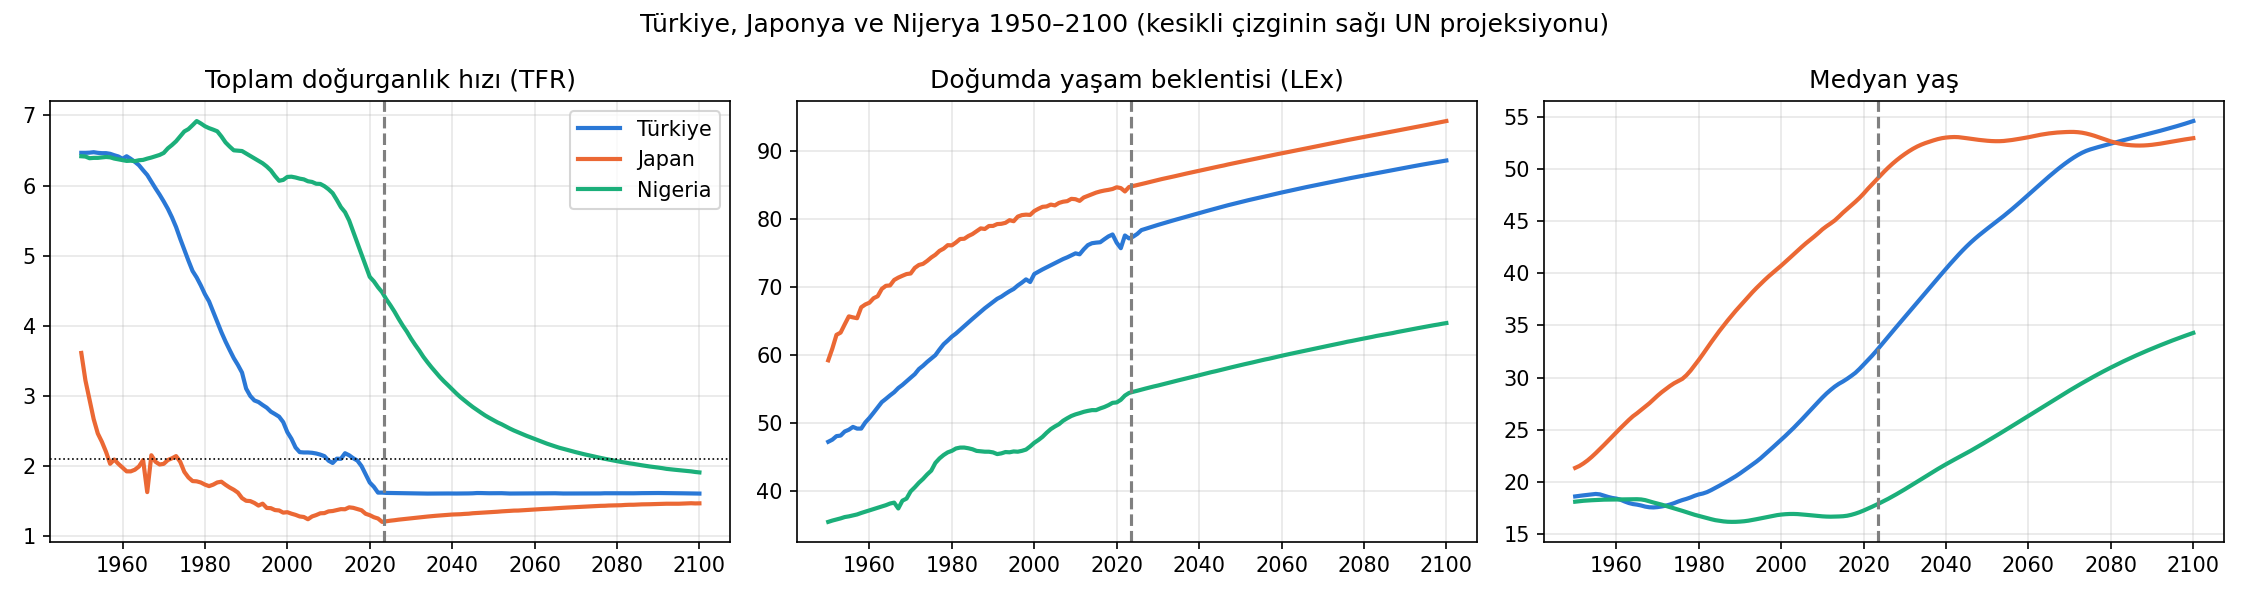 Türkiye, Japonya ve Nijerya 1950–2100 (kesikli çizginin sağı UN projeksiyonu)
Toplam doğurganlık hızı (TFR)
7
6
5
4
3
2
1
1960 1980 2000 2020 2040 2060 2080 2100
Türkiye
Japan
Nigeria
Doğumda yaşam beklentisi (LEx)
90
80
70
60
50
40
1960 1980 2000 2020 2040 2060 2080 2100
Medyan yaş
55
50
45
40
35
30
25
20
15
1960 1980 2000 2020 2040 2060 2080 2100